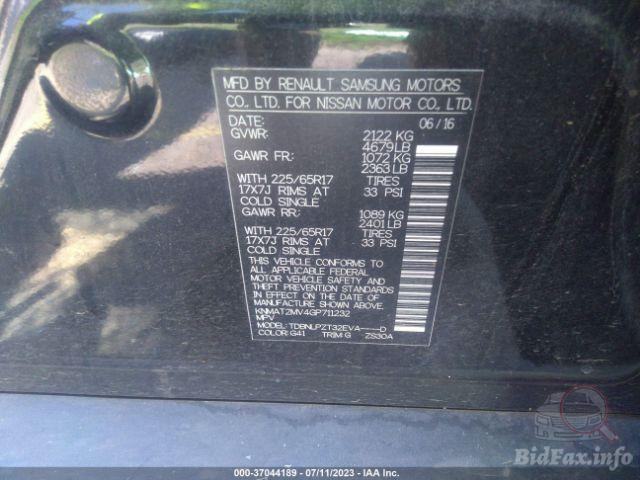 MFD BY RENAULT SAMSUNG MOTORS
CO., LTD. FOR NISSAN MOTOR CO., LTD.
DATE: 06/16
GVWR: 2122 KG
4679 LB
GAWR FR: 1072 KG
2363 LB
WITH 225/65R17 TIRES
17X7J RIMS AT 33 PSI
COLD SINGLE
GAWR RR: 1089 KG
2401 LB
WITH 225/65R17 TIRES
17X7J RIMS AT 33 PSI
COLD SINGLE
THIS VEHICLE CONFORMS TO
ALL APPLICABLE FEDERAL
MOTOR VEHICLE SAFETY AND
THEFT PREVENTION STANDARDS
IN EFFECT ON THE DATE OF
MANUFACTURE SHOWN ABOVE.
KNMAT2MV4GP711232
MPV
MODEL: TDBNLPZT32EVA----D
COLOR: G41 TRIM: G ZS30A
000-37044189 - 07/11/2023 - IAA Inc.
BidFax.info